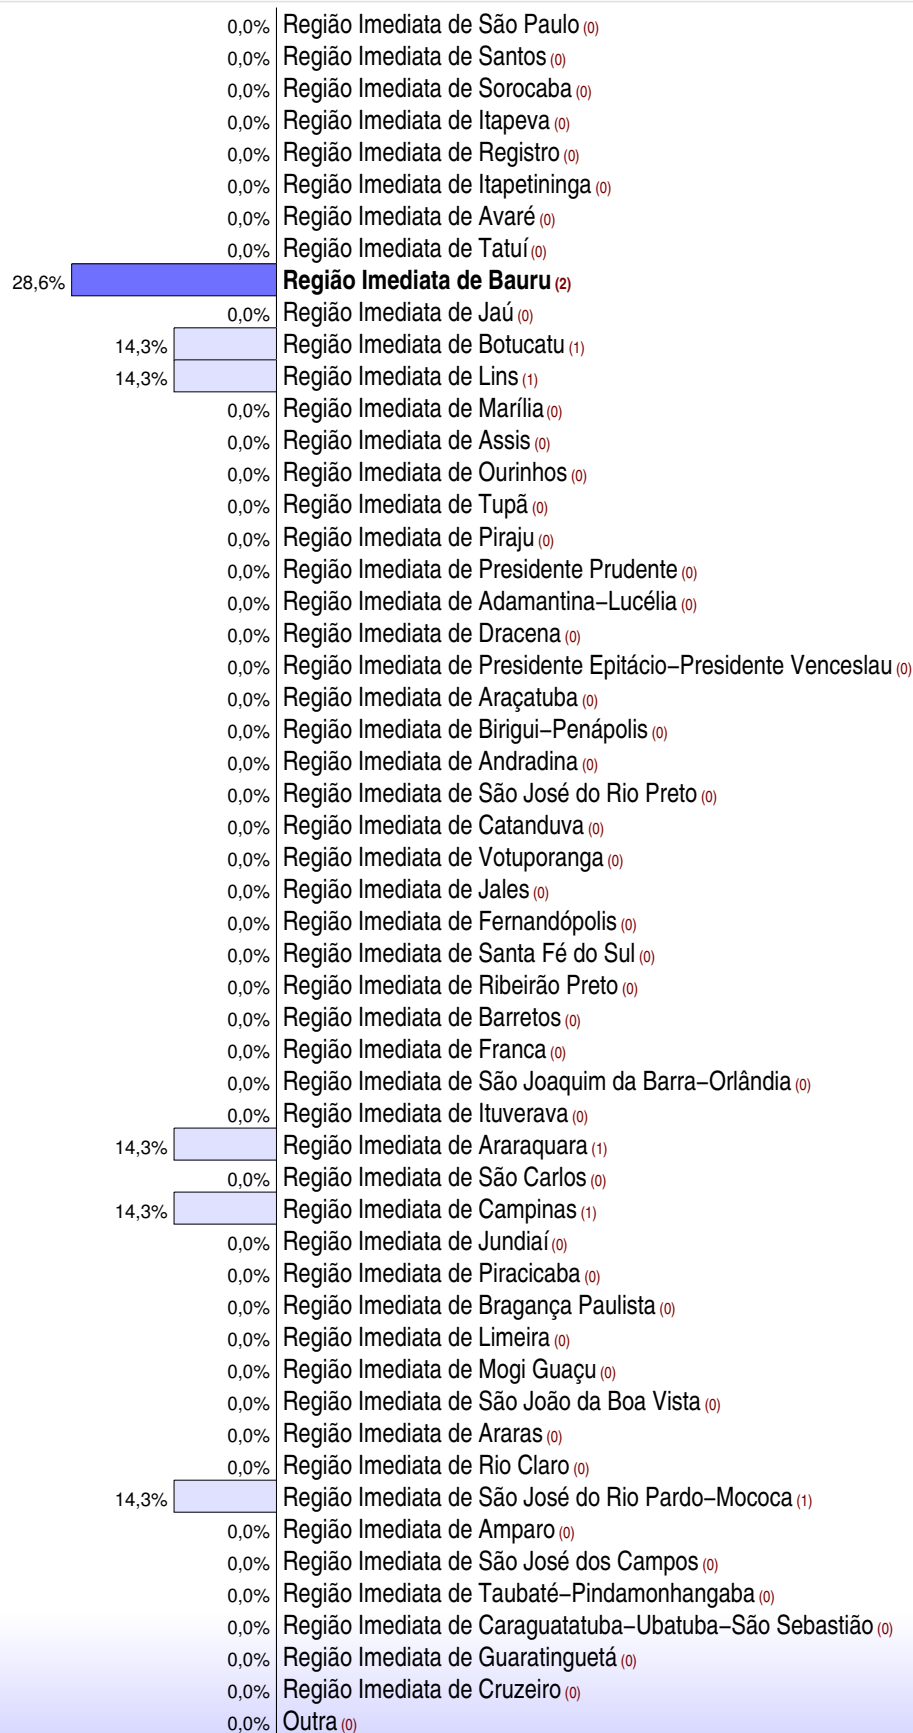 0,0% Região Imediata de São Paulo (0)
0,0% Região Imediata de Santos (0)
0,0% Região Imediata de Sorocaba (0)
0,0% Região Imediata de Itapeva (0)
0,0% Região Imediata de Registro (0)
0,0% Região Imediata de Itapetininga (0)
0,0% Região Imediata de Avaré (0)
0,0% Região Imediata de Tatuí (0)
28,6% Região Imediata de Bauru (2)
0,0% Região Imediata de Jaú (0)
14,3% Região Imediata de Botucatu (1)
14,3% Região Imediata de Lins (1)
0,0% Região Imediata de Marília (0)
0,0% Região Imediata de Assis (0)
0,0% Região Imediata de Ourinhos (0)
0,0% Região Imediata de Tupã (0)
0,0% Região Imediata de Piraju (0)
0,0% Região Imediata de Presidente Prudente (0)
0,0% Região Imediata de Adamantina−Lucélia (0)
0,0% Região Imediata de Dracena (0)
0,0% Região Imediata de Presidente Epitácio−Presidente Venceslau (0)
0,0% Região Imediata de Araçatuba (0)
0,0% Região Imediata de Birigui−Penápolis (0)
0,0% Região Imediata de Andradina (0)
0,0% Região Imediata de São José do Rio Preto (0)
0,0% Região Imediata de Catanduva (0)
0,0% Região Imediata de Votuporanga (0)
0,0% Região Imediata de Jales (0)
0,0% Região Imediata de Fernandópolis (0)
0,0% Região Imediata de Santa Fé do Sul (0)
0,0% Região Imediata de Ribeirão Preto (0)
0,0% Região Imediata de Barretos (0)
0,0% Região Imediata de Franca (0)
0,0% Região Imediata de São Joaquim da Barra−Orlândia (0)
0,0% Região Imediata de Ituverava (0)
14,3% Região Imediata de Araraquara (1)
0,0% Região Imediata de São Carlos (0)
14,3% Região Imediata de Campinas (1)
0,0% Região Imediata de Jundiaí (0)
0,0% Região Imediata de Piracicaba (0)
0,0% Região Imediata de Bragança Paulista (0)
0,0% Região Imediata de Limeira (0)
0,0% Região Imediata de Mogi Guaçu (0)
0,0% Região Imediata de São João da Boa Vista (0)
0,0% Região Imediata de Araras (0)
0,0% Região Imediata de Rio Claro (0)
14,3% Região Imediata de São José do Rio Pardo−Mococa (1)
0,0% Região Imediata de Amparo (0)
0,0% Região Imediata de São José dos Campos (0)
0,0% Região Imediata de Taubaté−Pindamonhangaba (0)
0,0% Região Imediata de Caraguatatuba−Ubatuba−São Sebastião (0)
0,0% Região Imediata de Guaratinguetá (0)
0,0% Região Imediata de Cruzeiro (0)
0,0% Outra (0)